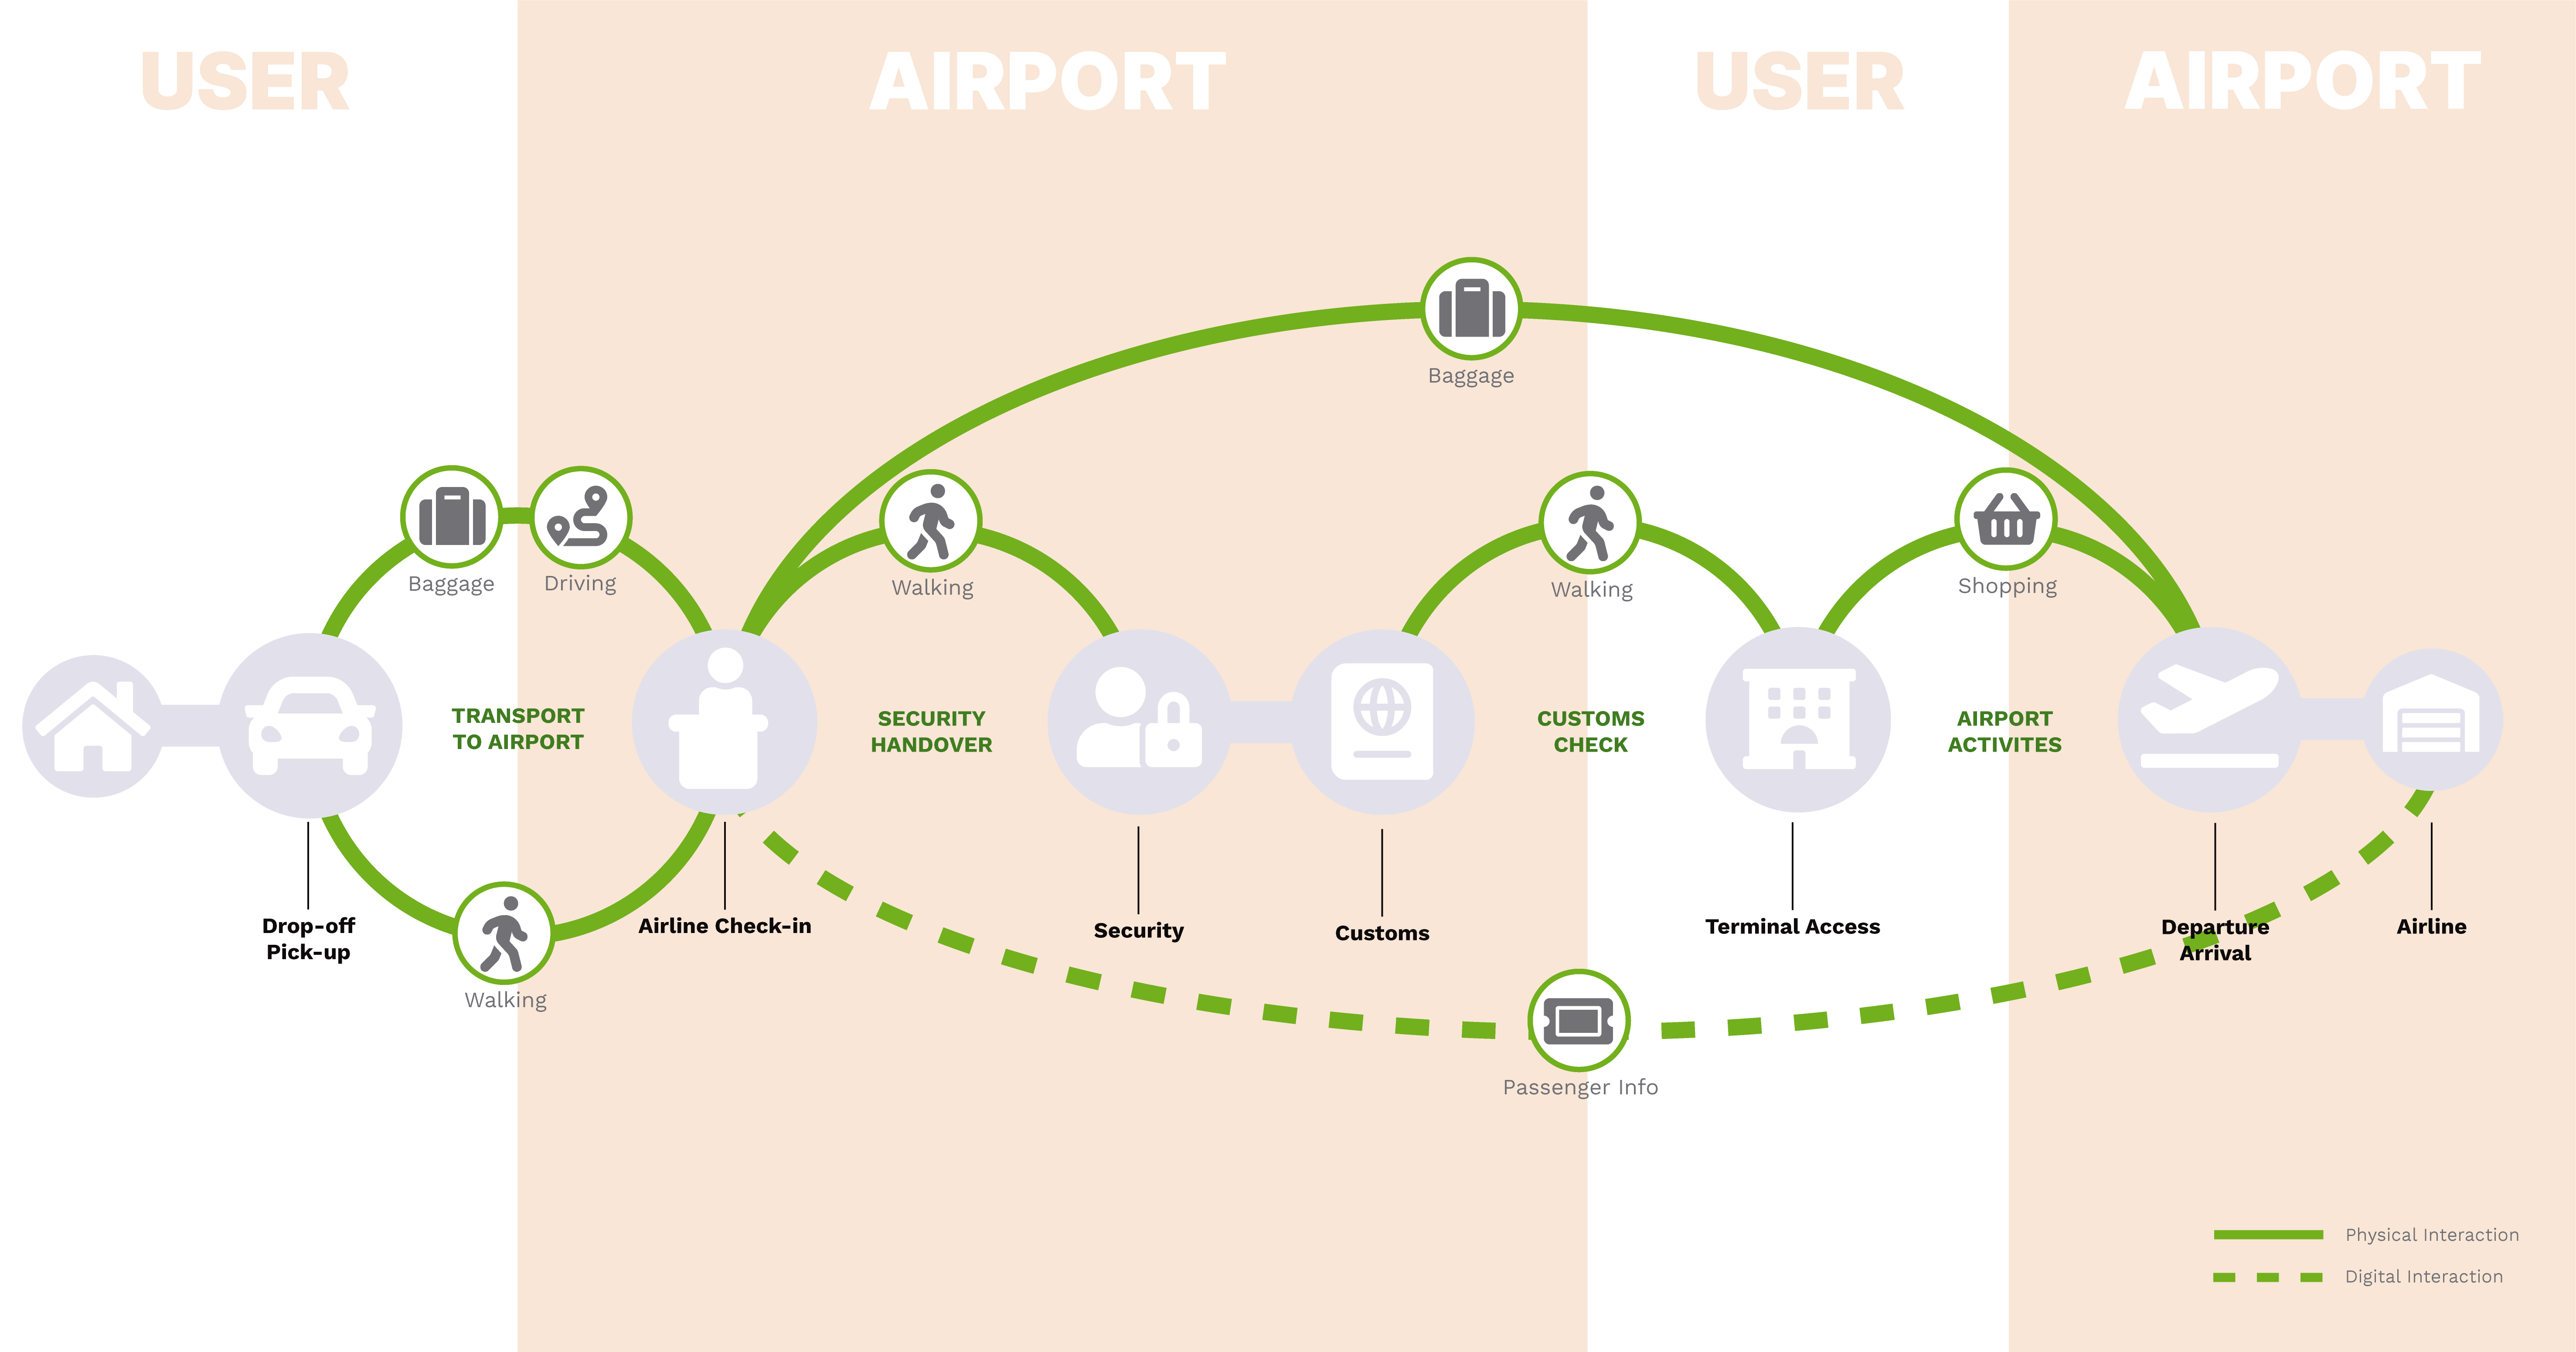 USER
AIRPORT
USER
AIRPORT
Baggage
Baggage
Driving
Walking
Walking
Shopping
TRANSPORT
TO AIRPORT
SECURITY
HANDOVER
CUSTOMS
CHECK
AIRPORT
ACTIVITES
Drop-off
Pick-up
Airline Check-in
Security
Customs
Terminal Access
Departure
Arrival
Airline
Walking
Passenger Info
Physical Interaction
Digital Interaction